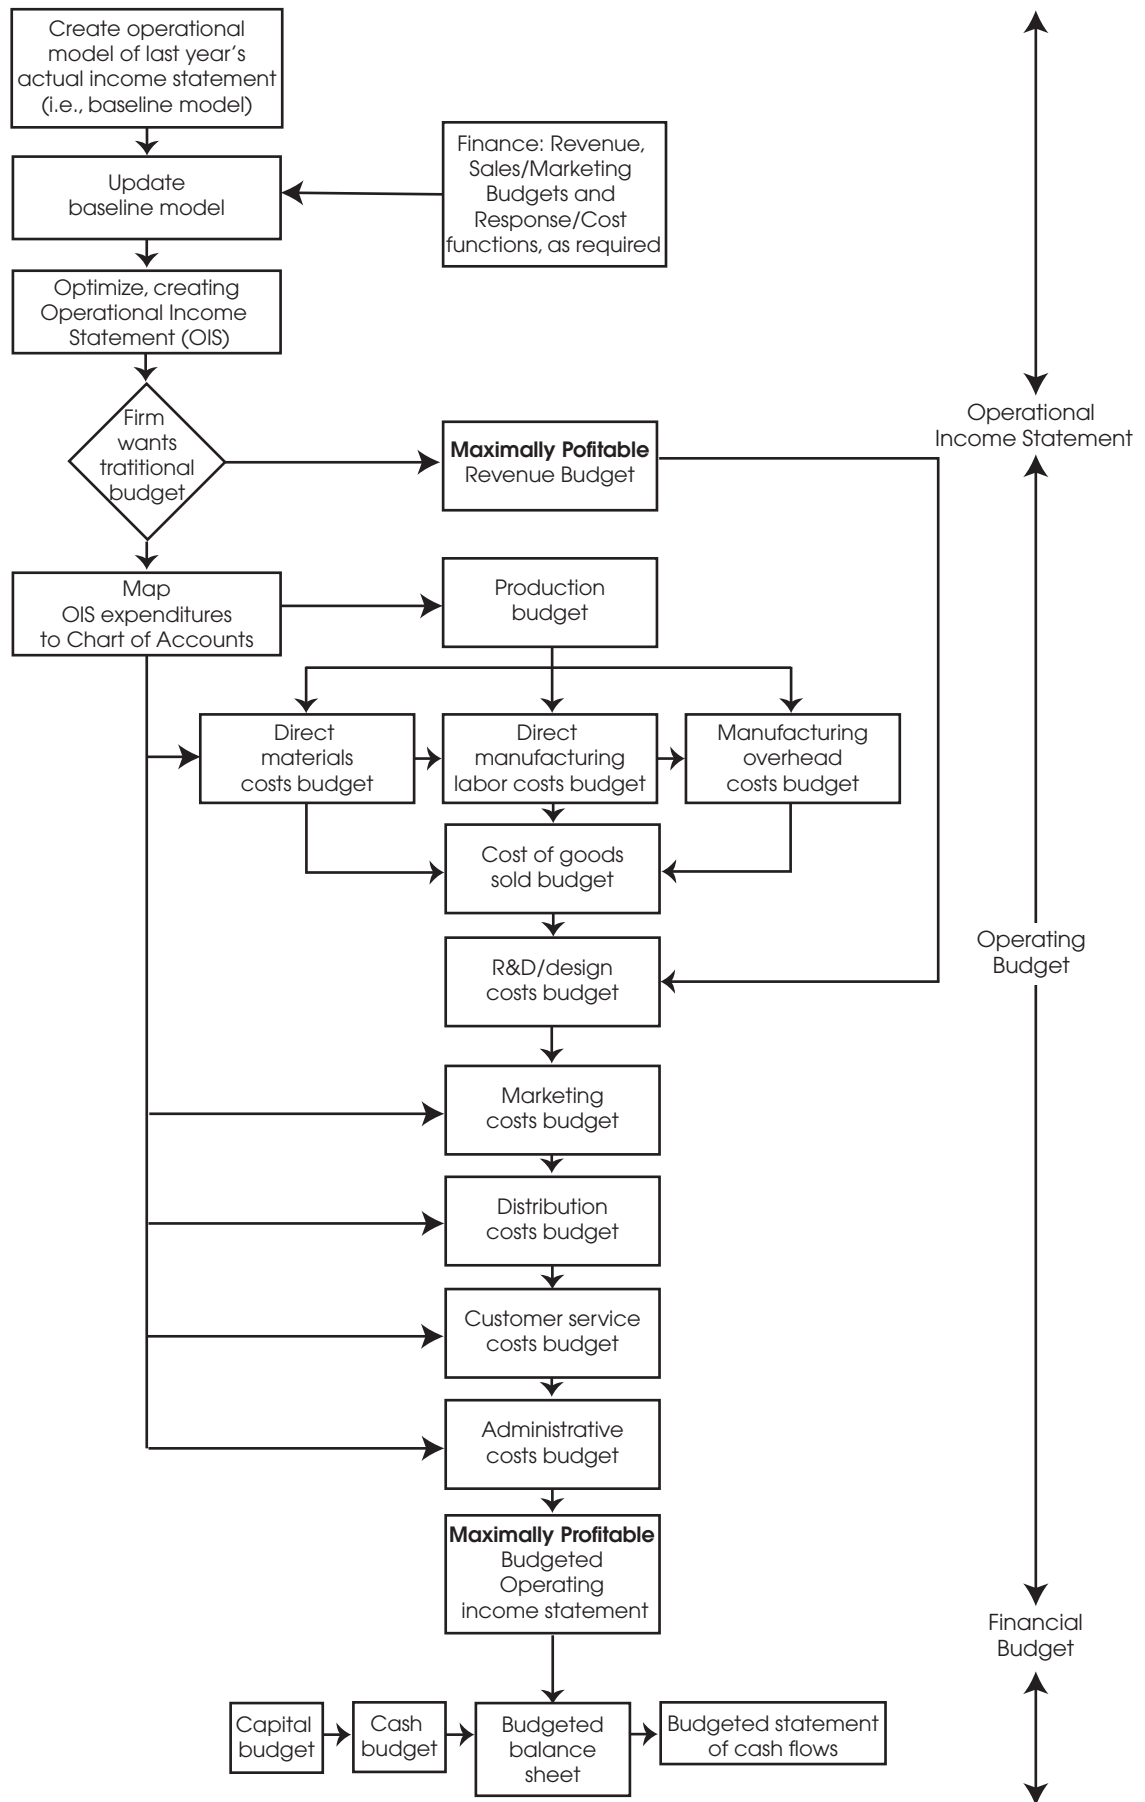 Create operational
model of last year's
actual income statement
(i.e., baseline model)
Finance: Revenue,
Sales/Marketing
Budgets and
Response/Cost
functions, as required
Update
baseline model
Optimize, creating
Operational Income
Statement (OIS)
Firm
wants
tratitional
budget
Maximally Pofitable
Revenue Budget
Operational
Income Statement
Map
OIS expenditures
to Chart of Accounts
Production
budget
Direct
materials
costs budget
Direct
manufacturing
labor costs budget
Manufacturing
overhead
costs budget
Cost of goods
sold budget
R&D/design
costs budget
Operating
Budget
Marketing
costs budget
Distribution
costs budget
Customer service
costs budget
Administrative
costs budget
Maximally Profitable
Budgeted
Operating
income statement
Financial
Budget
Capital
budget
Cash
budget
Budgeted
balance
sheet
Budgeted statement
of cash flows